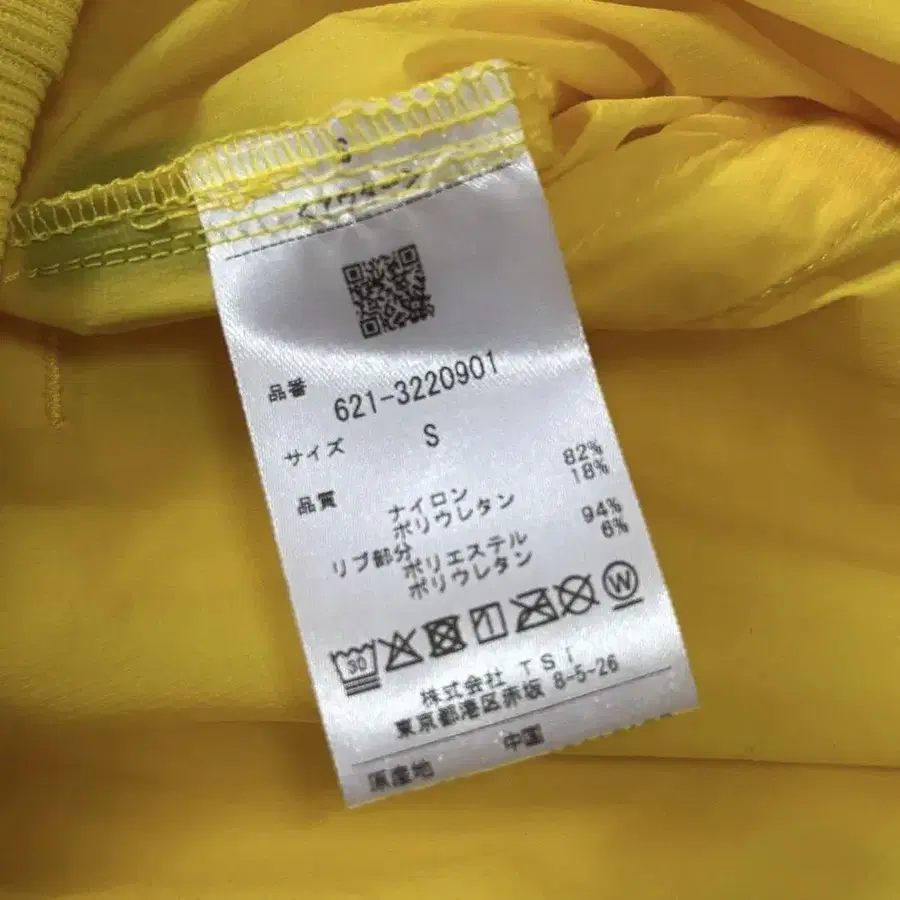 品番 621-3220901
サイズ S
品質
ナイロン 82%
ポリウレタン 18%
リブ部分
ポリエステル 94%
ポリウレタン 6%
30
W
株式会社 TSI
東京都港区赤坂 8-5-26
原産地 中国